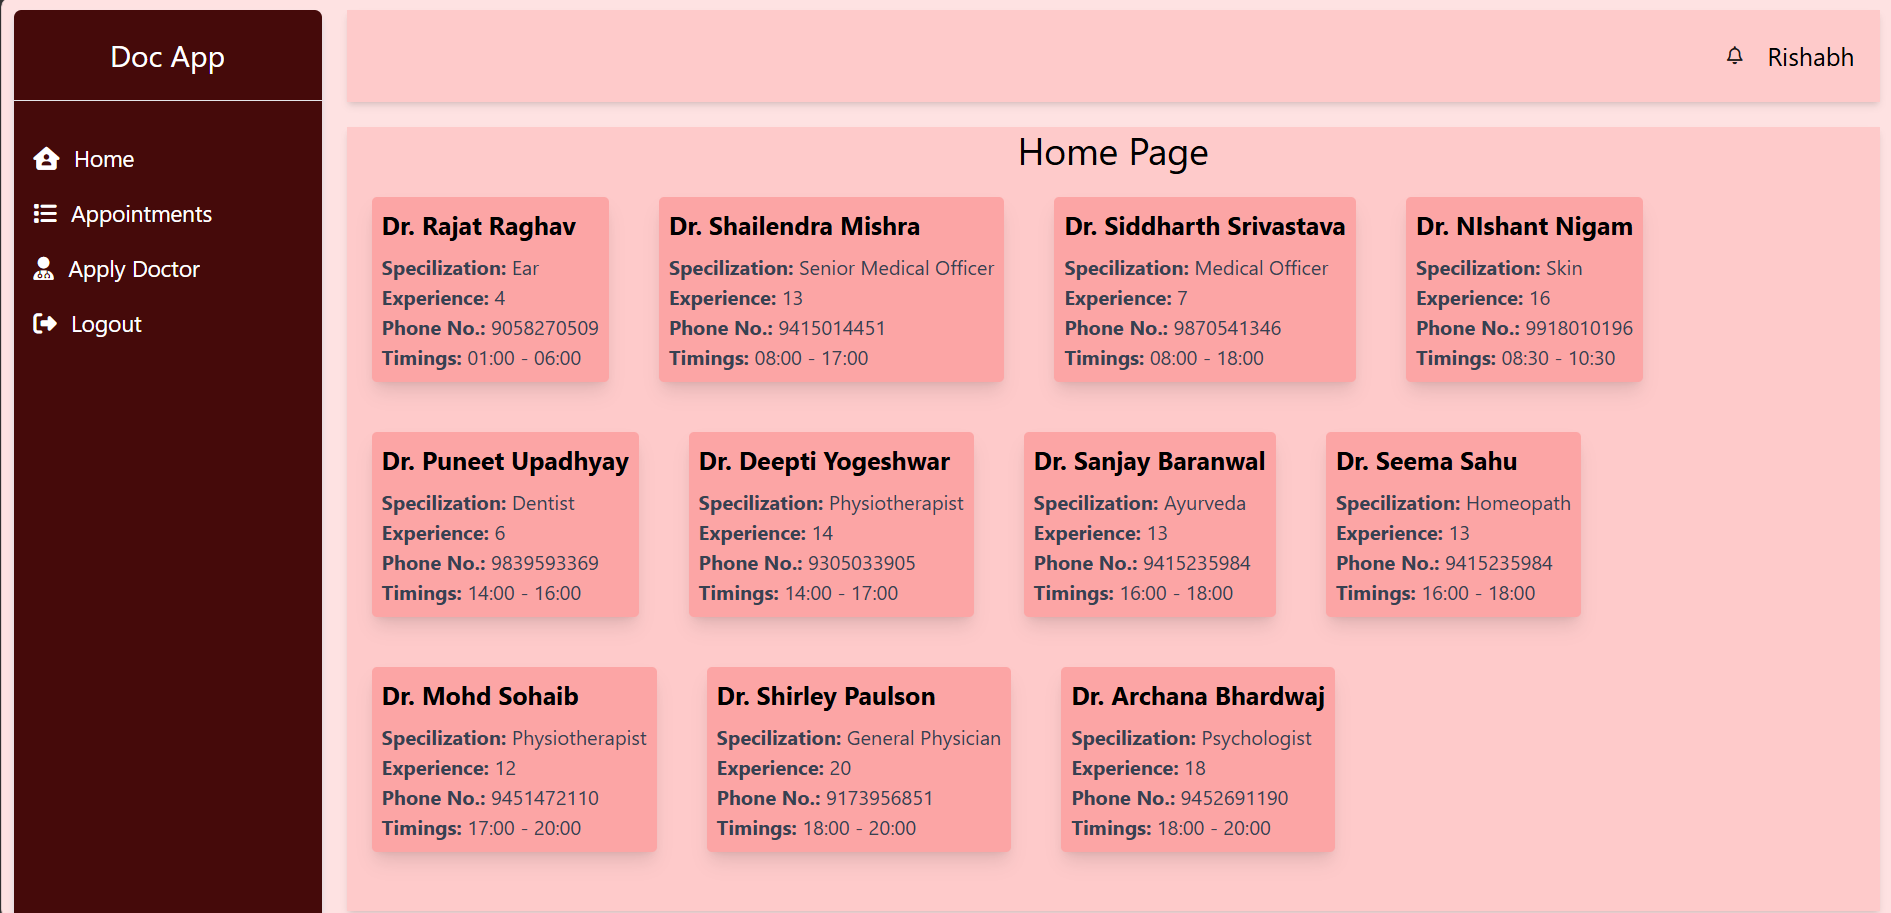 Doc App
Home
Appointments
Apply Doctor
Logout
Rishabh
Home Page
Dr. Rajat Raghav
Specilization: Ear
Experience: 4
Phone No.: 9058270509
Timings: 01:00 - 06:00
Dr. Shailendra Mishra
Specilization: Senior Medical Officer
Experience: 13
Phone No.: 9415014451
Timings: 08:00 - 17:00
Dr. Siddharth Srivastava
Specilization: Medical Officer
Experience: 7
Phone No.: 9870541346
Timings: 08:00 - 18:00
Dr. NIshant Nigam
Specilization: Skin
Experience: 16
Phone No.: 9918010196
Timings: 08:30 - 10:30
Dr. Puneet Upadhyay
Specilization: Dentist
Experience: 6
Phone No.: 9839593369
Timings: 14:00 - 16:00
Dr. Deepti Yogeshwar
Specilization: Physiotherapist
Experience: 14
Phone No.: 9305033905
Timings: 14:00 - 17:00
Dr. Sanjay Baranwal
Specilization: Ayurveda
Experience: 13
Phone No.: 9415235984
Timings: 16:00 - 18:00
Dr. Seema Sahu
Specilization: Homeopath
Experience: 13
Phone No.: 9415235984
Timings: 16:00 - 18:00
Dr. Mohd Sohaib
Specilization: Physiotherapist
Experience: 12
Phone No.: 9451472110
Timings: 17:00 - 20:00
Dr. Shirley Paulson
Specilization: General Physician
Experience: 20
Phone No.: 9173956851
Timings: 18:00 - 20:00
Dr. Archana Bhardwaj
Specilization: Psychologist
Experience: 18
Phone No.: 9452691190
Timings: 18:00 - 20:00